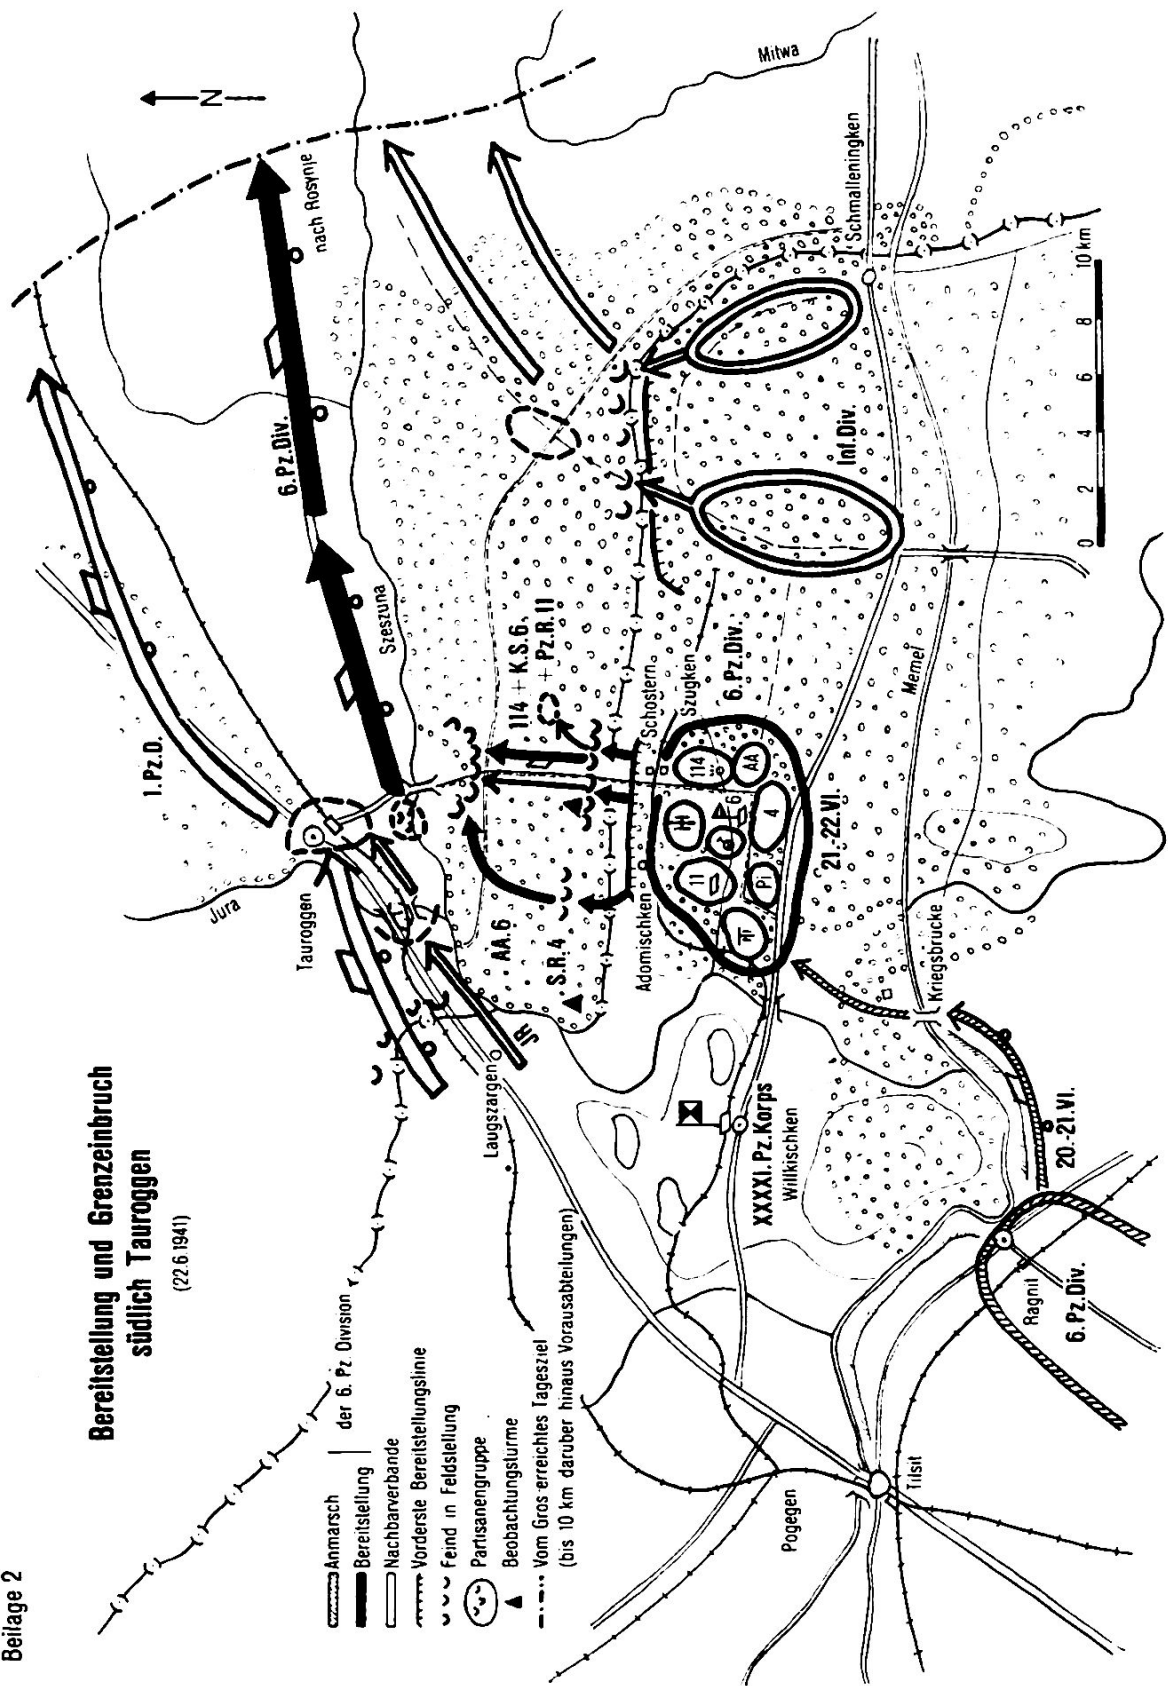 Beilage 2
Bereitstellung und Grenzeinbruch
südlich Tauroggen
(22.6.1941)
Anmarsch
Bereitstellung
der 6. Pz. Division
Nachbarverbände
Vorderste Bereitstellungslinie
Feind in Feldstellung
Partisanengruppe
Beobachtungstürme
Vom Gros erreichtes Tagesziel
(bis 10 km darüber hinaus Vorausabteilungen)
N
Mitwa
nach Rosynje
6.Pz.Div.
1.Pz.D.
Szeszuna
Jura
Tauroggen
Laugszargen
JR
AA.6
S.R.4
114 + K.S.6.
+ Pz.R.11
Schostern
Szugken
Adomischken
6.Pz.Div.
114
AA
6
4
11
Pi
21.-22.VI.
Inf.Div.
Schmalleningken
0 2 4 6 8 10 km
Memel
Kriegsbrücke
XXXXI.Pz.Korps
Willkischken
20.-21.VI.
Ragnit
6.Pz.Div.
Pogegen
Tilsit